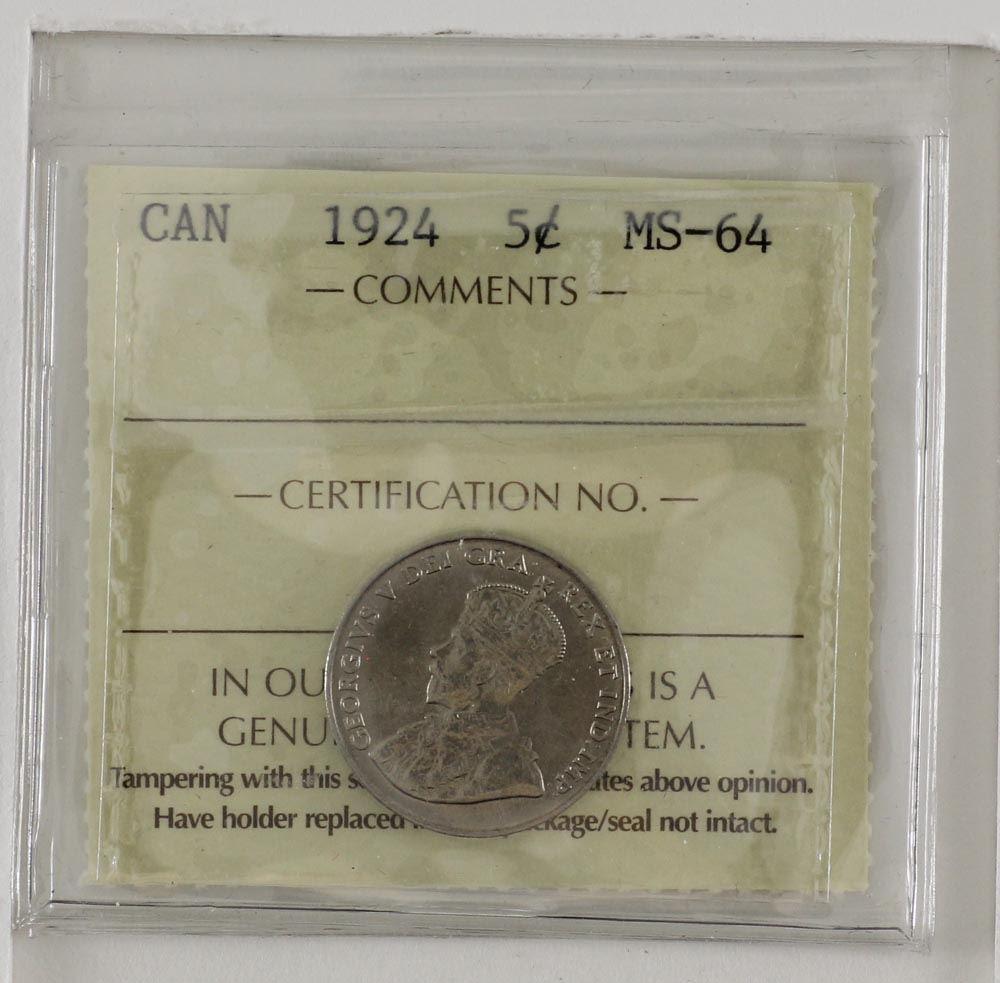 CAN 1924 5¢ MS-64
— COMMENTS —
— CERTIFICATION NO. —
GEORGIVS V DEI GRA: REX ET IND: IMP:
IN OU IS A
GENU TEM.
Tampering with this s ates above opinion.
Have holder replaced kage/seal not intact.